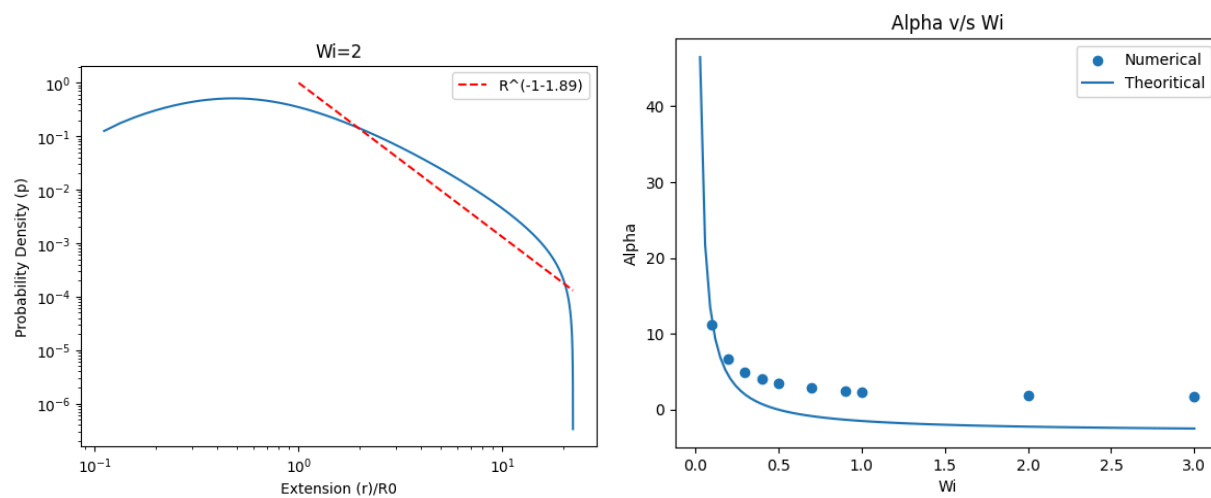 Wi=2
R^(-1-1.89)
10^0
10^-1
10^-2
10^-3
10^-4
10^-5
10^-6
Probability Density (p)
10^-1
10^0
10^1
Extension (r)/R0
Alpha v/s Wi
Numerical
Theoritical
40
30
20
10
0
Alpha
0.0
0.5
1.0
1.5
2.0
2.5
3.0
Wi